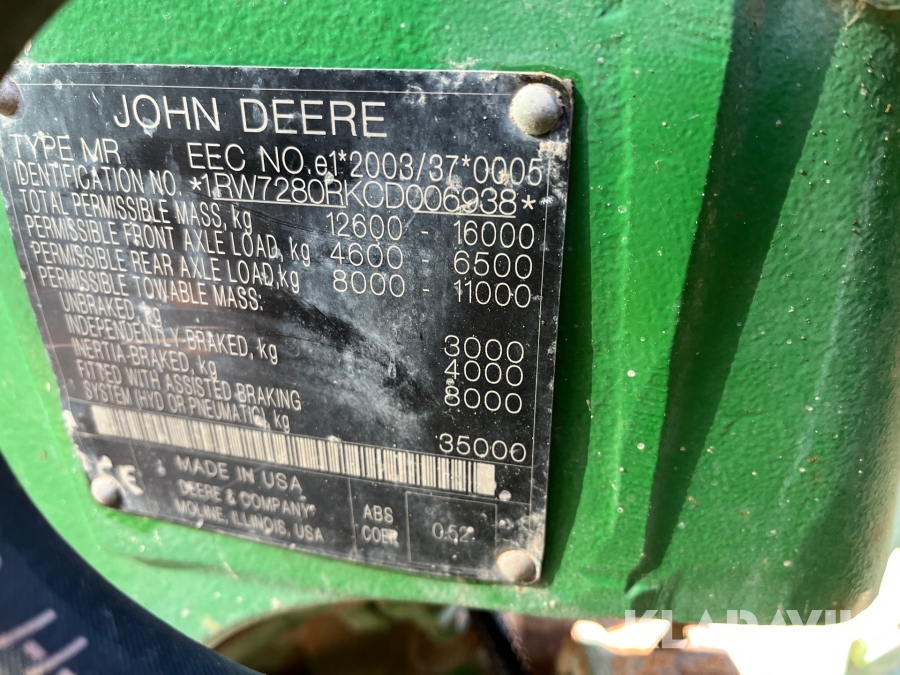 JOHN DEERE
TYPE MR EEC NO.e1*2003/37*0005
IDENTIFICATION NO. *1RW7280RKCD006938*
TOTAL PERMISSIBLE MASS, kg 12600 - 16000
PERMISSIBLE FRONT AXLE LOAD, kg 4600 - 6500
PERMISSIBLE REAR AXLE LOAD,kg 8000 - 11000
PERMISSIBLE TOWABLE MASS:
UNBRAKED, kg 3000
INDEPENDENTLY-BRAKED, kg 4000
INERTIA-BRAKED, kg 8000
FITTED WITH ASSISTED BRAKING
SYSTEM (HYD OR PNEUMATIC), kg 35000
CE
MADE IN USA
DEERE & COMPANY
MOLINE, ILLINOIS, USA
ABS
COEF
0.52